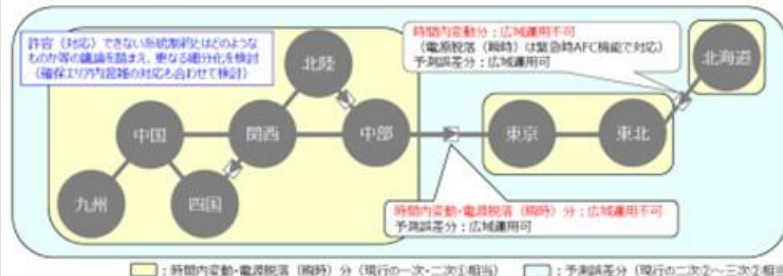 許容（対応）できない系統制約とはどのような
ものか等の議論を踏まえ、更なる細分化を検討
（確保エリア内混雑の対応も合わせて検討）
時間内変動分：広域運用不可
（電源脱落（瞬時）は緊急時AFC機能で対応）
予測誤差分：広域運用可
北海道
北陸
中国
関西
中部
東京
東北
九州
四国
時間内変動・電源脱落（瞬時）分：広域運用不可
予測誤差分：広域運用可
：時間内変動・電源脱落（瞬時）分（現行の一次・二次①相当）
：予測誤差分（現行の二次②～三次②相当